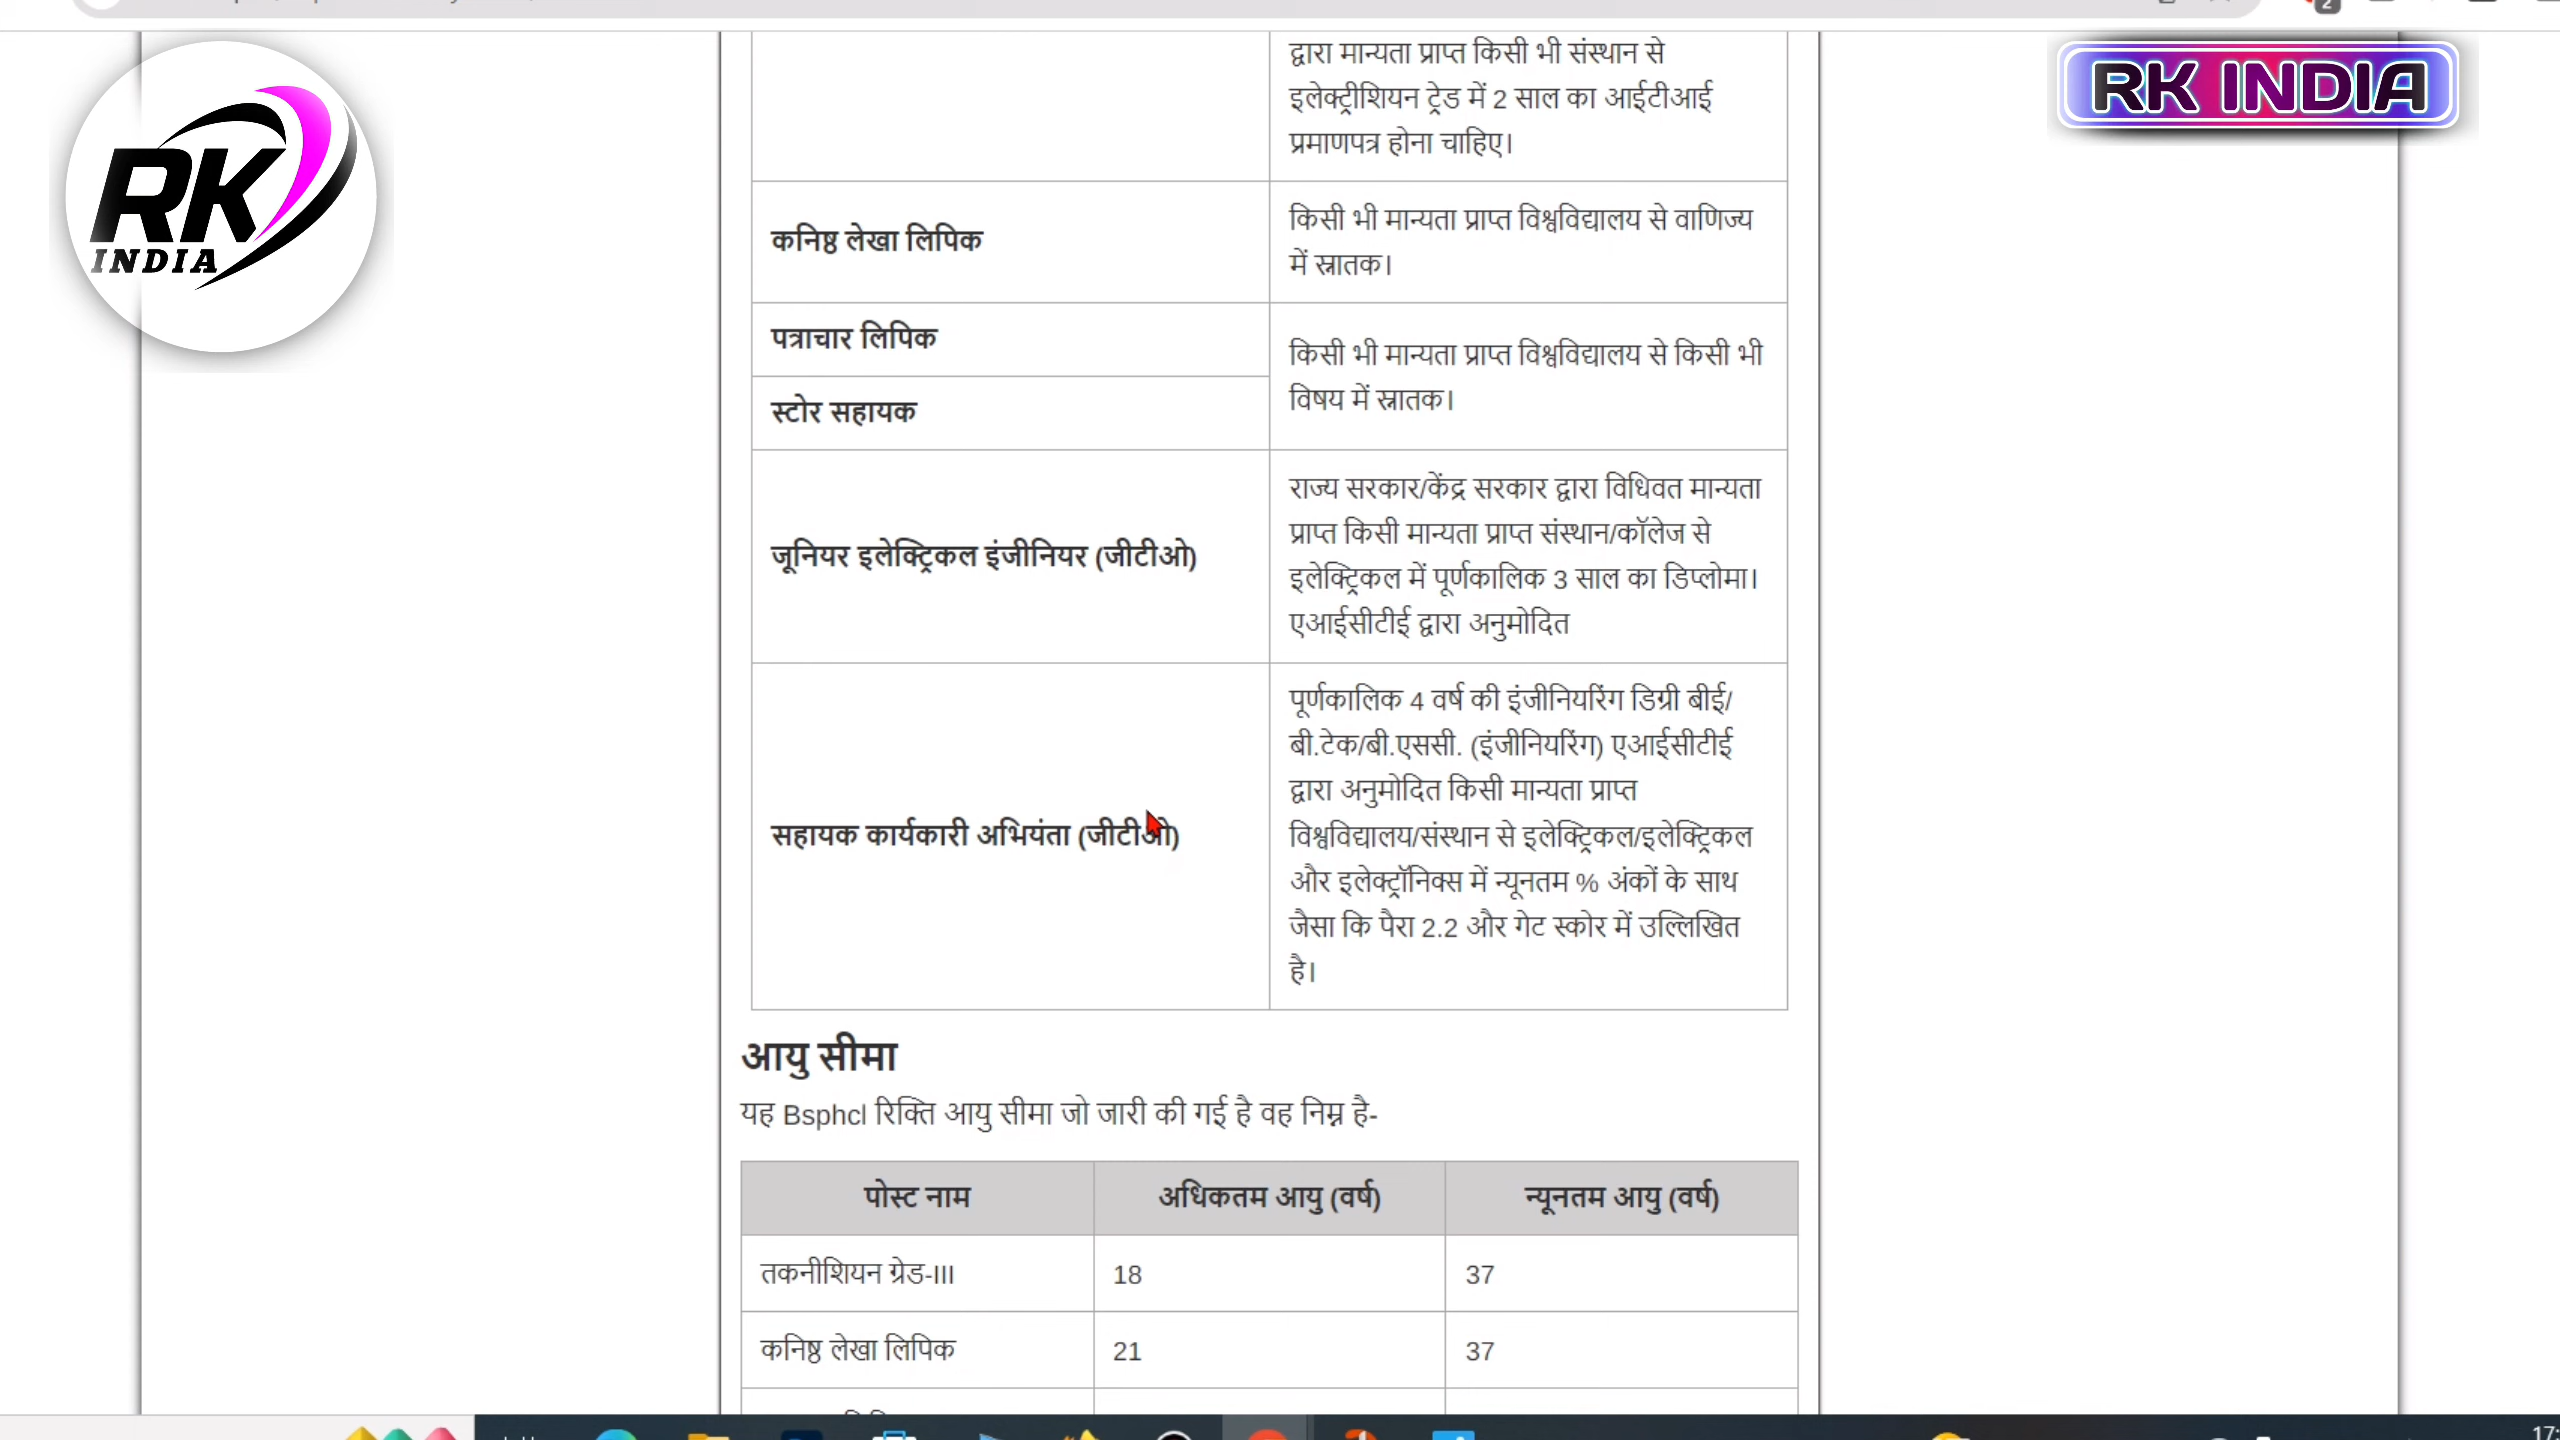 RK
INDIA
RK INDIA
2
द्वारा मान्यता प्राप्त किसी भी संस्थान से
इलेक्ट्रीशियन ट्रेड में 2 साल का आईटीआई
प्रमाणपत्र होना चाहिए।
कनिष्ठ लेखा लिपिक
किसी भी मान्यता प्राप्त विश्वविद्यालय से वाणिज्य
में स्नातक।
पत्राचार लिपिक
स्टोर सहायक
किसी भी मान्यता प्राप्त विश्वविद्यालय से किसी भी
विषय में स्नातक।
जूनियर इलेक्ट्रिकल इंजीनियर (जीटीओ)
राज्य सरकार/केंद्र सरकार द्वारा विधिवत मान्यता
प्राप्त किसी मान्यता प्राप्त संस्थान/कॉलेज से
इलेक्ट्रिकल में पूर्णकालिक 3 साल का डिप्लोमा।
एआईसीटीई द्वारा अनुमोदित
सहायक कार्यकारी अभियंता (जीटीओ)
पूर्णकालिक 4 वर्ष की इंजीनियरिंग डिग्री बीई/
बी.टेक/बी.एससी. (इंजीनियरिंग) एआईसीटीई
द्वारा अनुमोदित किसी मान्यता प्राप्त
विश्वविद्यालय/संस्थान से इलेक्ट्रिकल/इलेक्ट्रिकल
और इलेक्ट्रॉनिक्स में न्यूनतम % अंकों के साथ
जैसा कि पैरा 2.2 और गेट स्कोर में उल्लिखित
है।
आयु सीमा
यह Bsphcl रिक्ति आयु सीमा जो जारी की गई है वह निम्न है-
पोस्ट नाम अधिकतम आयु (वर्ष) न्यूनतम आयु (वर्ष)
तकनीशियन ग्रेड-III 18 37
कनिष्ठ लेखा लिपिक 21 37